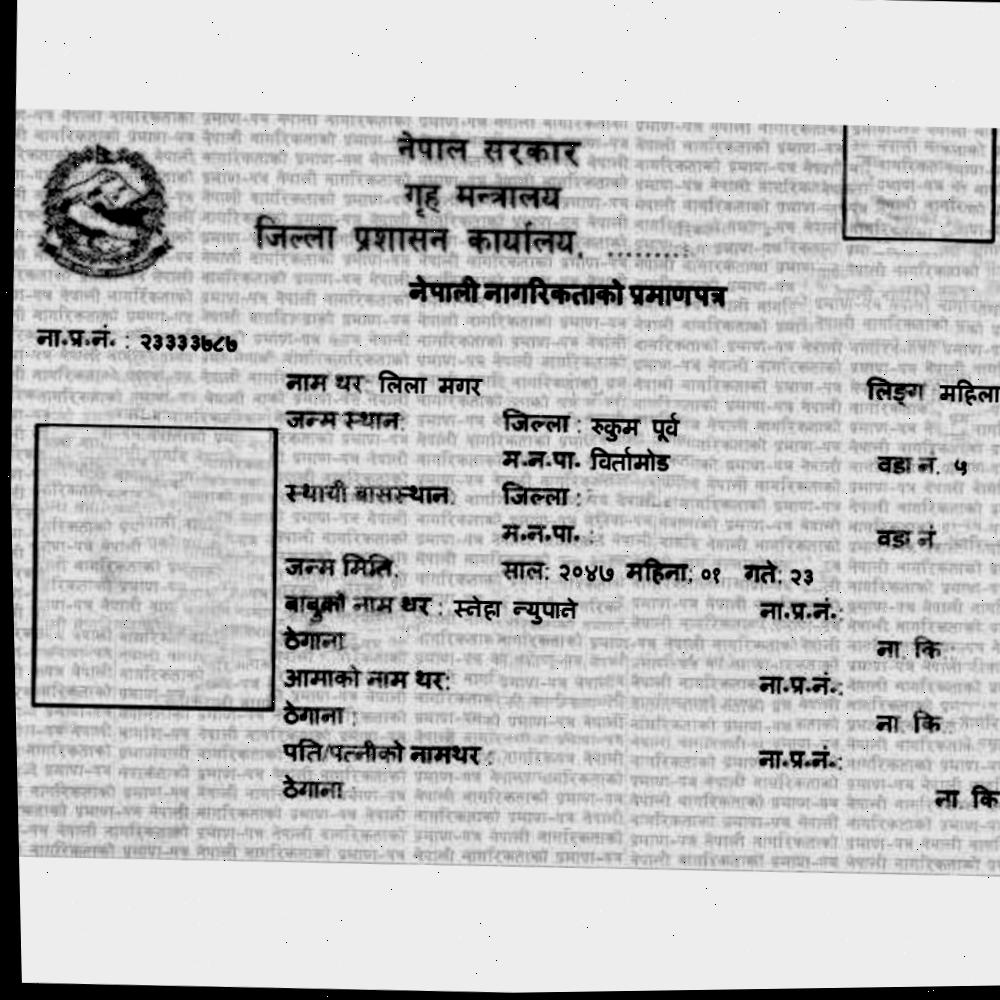 नेपाल सरकार
गृह मन्त्रालय
जिल्ला प्रशासन कार्यालय, .........
नेपाली नागरिकताको प्रमाणपत्र
ना.प्र.नं. : २३३३३७८७
नाम थर: लिला मगर लिङ्ग महिला
जन्म स्थान: जिल्ला : रुकुम पूर्व
म.न.पा. विर्तामोड वडा नं. ५
स्थायी बासस्थान: जिल्ला :
म.न.पा. : वडा नं.
जन्म मिति: साल: २०४७ महिना: ०१ गते: २३
बाबुको नाम थर : स्नेहा न्युपाने ना.प्र.नं.:
ठेगाना ना. कि.:
आमाको नाम थर: ना.प्र.नं.:
ठेगाना : ना. कि.
पति/पत्नीको नामथर : ना.प्र.नं.:
ठेगाना : ना. कि